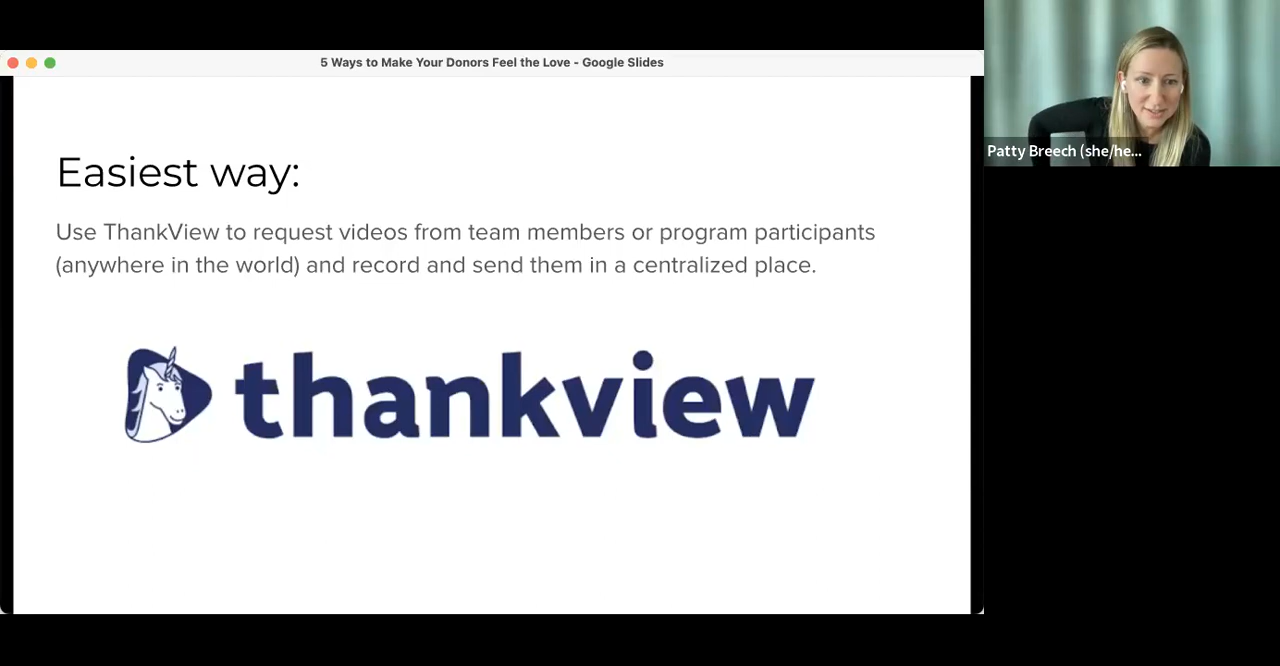 5 Ways to Make Your Donors Feel the Love - Google Slides
Easiest way:
Use ThankView to request videos from team members or program participants
(anywhere in the world) and record and send them in a centralized place.
thankview
Patty Breech (she/he...